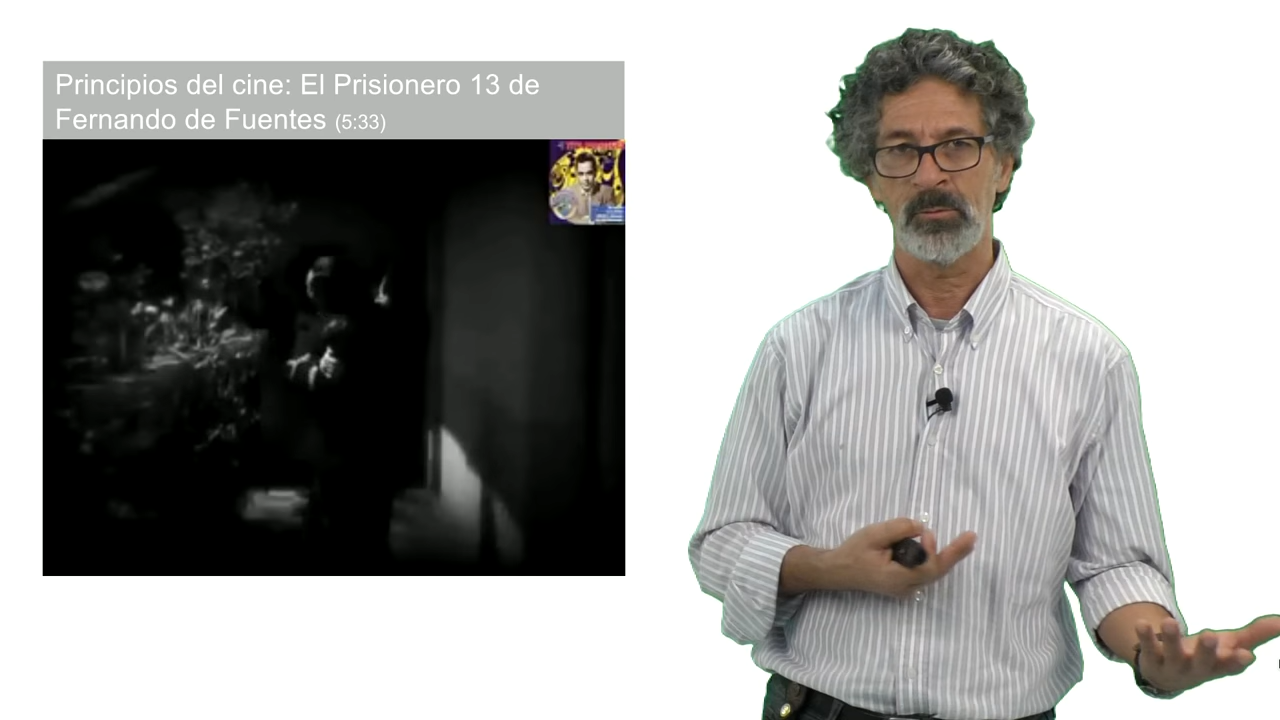 Principios del cine: El Prisionero 13 de
Fernando de Fuentes (5:33)